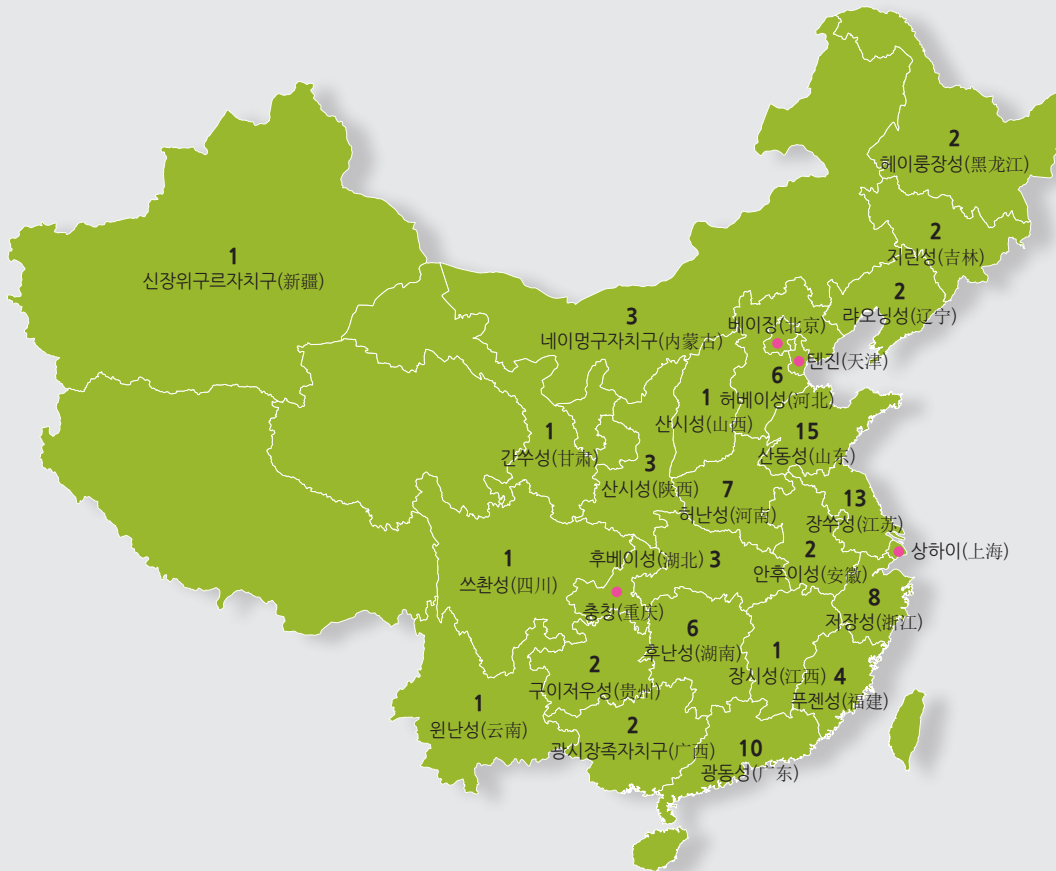 2
헤이룽장성(黑龙江)
2
지린성(吉林)
1
신장위구르자치구(新疆)
2
랴오닝성(辽宁)
3
네이멍구자치구(内蒙古)
베이장(北京)
텐진(天津)
6
허베이성(河北)
1
산시성(山西)
15
산동성(山东)
1
간쑤성(甘肃)
3
산시성(陕西)
7
허난성(河南)
13
장쑤성(江苏)
상하이(上海)
1
쓰촨성(四川)
후베이성(湖北)
3
2
안후이성(安徽)
충칭(重庆)
8
저장성(浙江)
6
후난성(湖南)
1
장시성(江西)
2
구이저우성(贵州)
4
푸젠성(福建)
1
윈난성(云南)
2
광시장족자치구(广西)
10
광동성(广东)